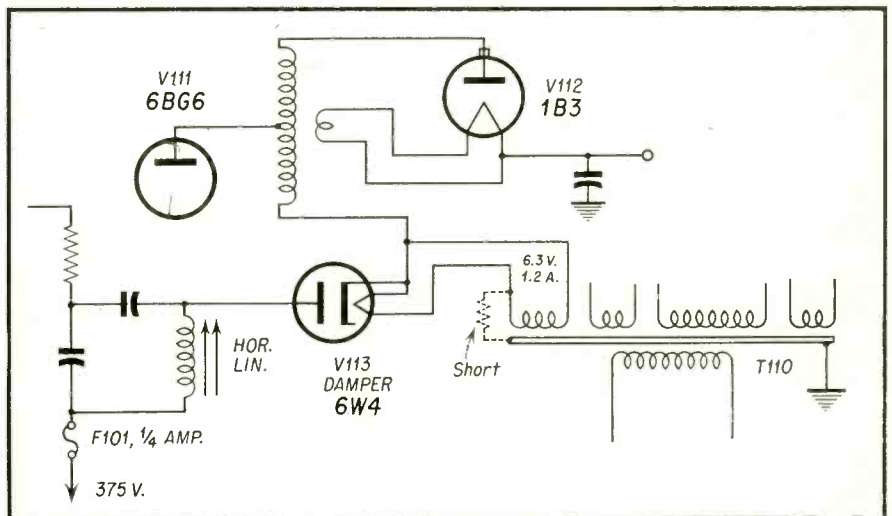 V111
6BG6
V112
1B3
6.3 V.
1.2 A.
HOR.
LIN.
V113
DAMPER
6W4
Short
T110
F101, 1/4 AMP.
375 V.